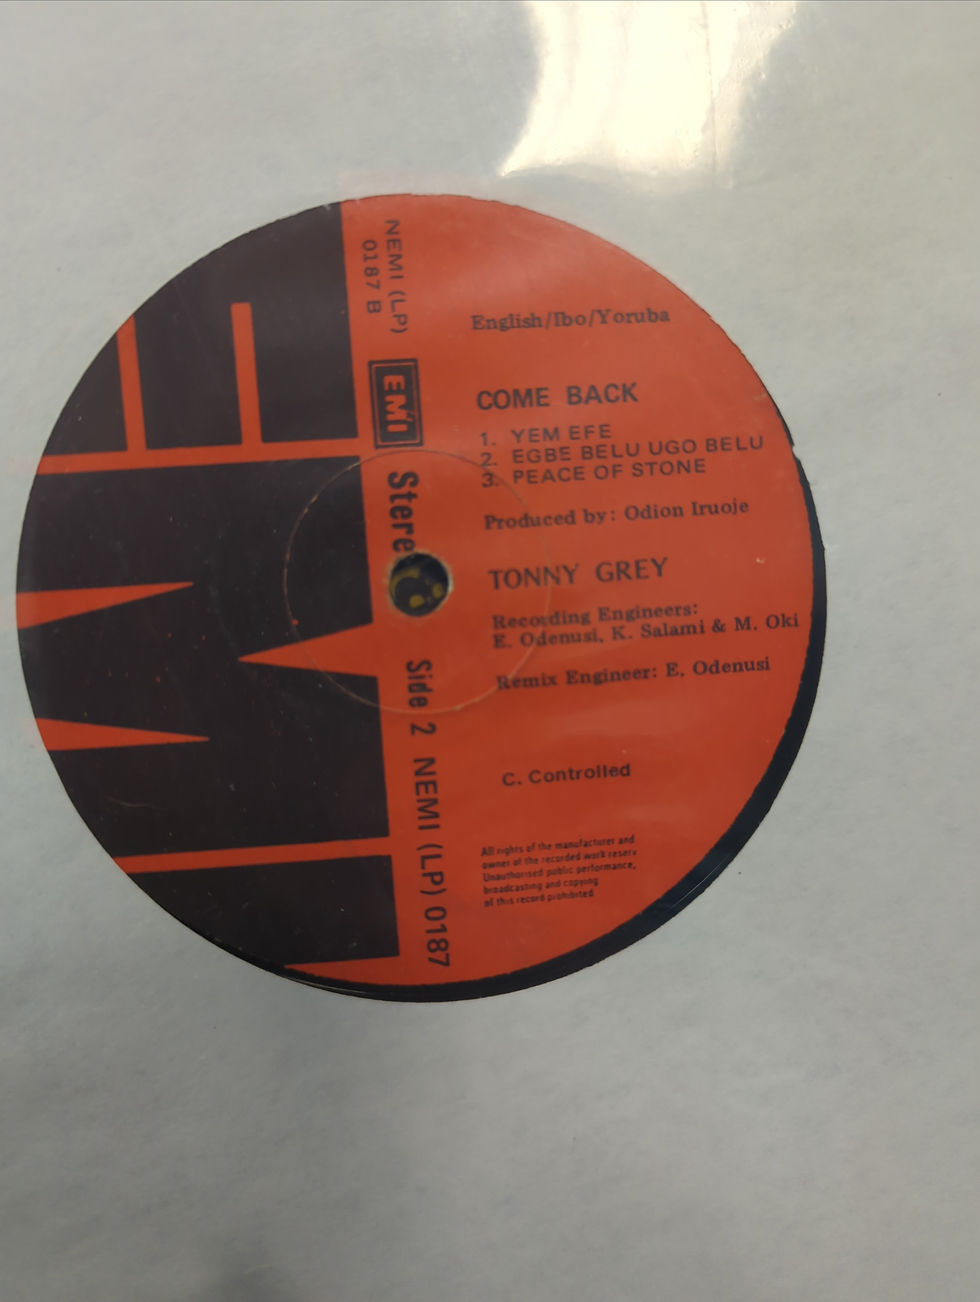 NEMI (LP)
0187 B
EMI
Stereo
Side 2 NEMI (LP) 0187
English/Ibo/Yoruba
COME BACK
1. YEM EFE
2. EGBE BELU UGO BELU
3. PEACE OF STONE
Produced by: Odion Iruoje
TONNY GREY
Recording Engineers:
E. Odenusi, K. Salami & M. Oki
Remix Engineer: E. Odenusi
C. Controlled
All rights of the manufacturer and
owner of the recorded work reserv
Unauthorised public performance,
broadcasting and copying
of this record prohibited